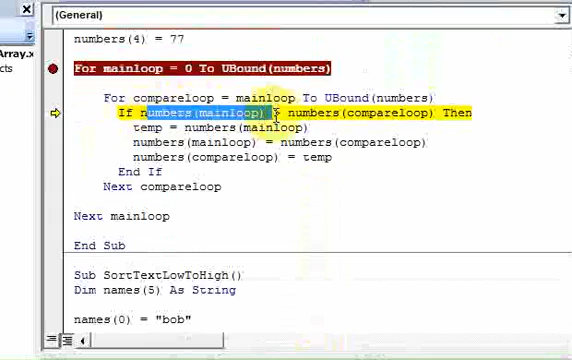 (General)
Array.x
cts
numbers(4) = 77
For mainloop = 0 To UBound(numbers)
For compareloop = mainloop To UBound(numbers)
If numbers(mainloop) numbers(compareloop) Then
temp = numbers(mainloop)
numbers(mainloop) = numbers(compareloop)
numbers(compareloop) = temp
End If
Next compareloop
Next mainloop
End Sub
Sub SortTextLowToHigh()
Dim names(5) As String
names(0) = "bob"